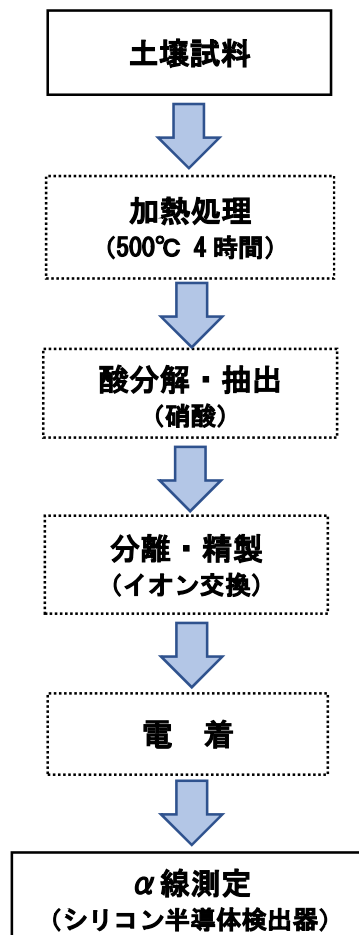 土壌試料
加熱処理
（500℃ 4時間）
酸分解・抽出
（硝酸）
分離・精製
（イオン交換）
電　着
α線測定
（シリコン半導体検出器）